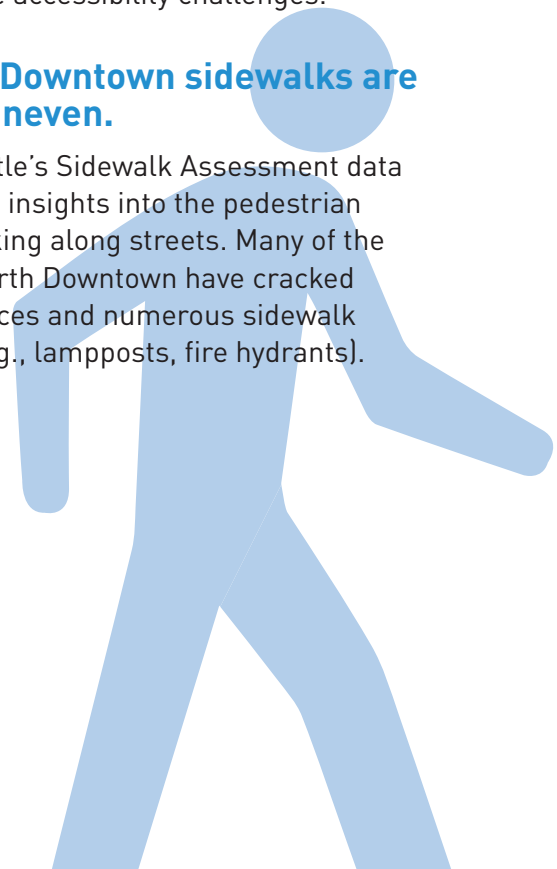 accessibility challenges.
Downtown sidewalks are
neven.
tle's Sidewalk Assessment data
insights into the pedestrian
king along streets. Many of the
rth Downtown have cracked
ces and numerous sidewalk
g., lampposts, fire hydrants).